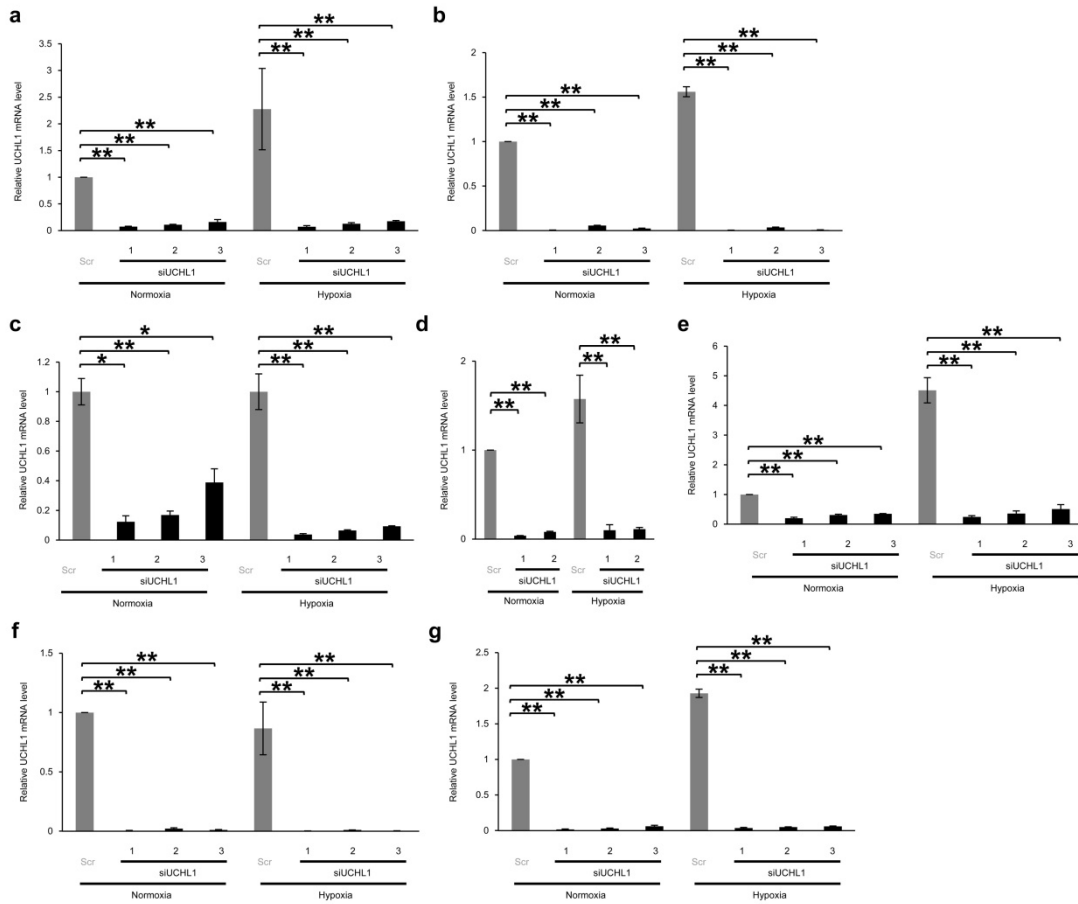 a
Relative UCHL1 mRNA level
3.5
3
2.5
2
1.5
1
0.5
0
** ** **
** ** **
Scr 1 2 3 Scr 1 2 3
siUCHL1 siUCHL1
Normoxia Hypoxia
b
Relative UCHL1 mRNA level
2
1.5
1
0.5
0
** ** **
** ** **
Scr 1 2 3 Scr 1 2 3
siUCHL1 siUCHL1
Normoxia Hypoxia
c
Relative UCHL1 mRNA level
1.2
1
0.8
0.6
0.4
0.2
0
* ** *
** ** **
Scr 1 2 3 Scr 1 2 3
siUCHL1 siUCHL1
Normoxia Hypoxia
d
Relative UCHL1 mRNA level
2
1
0
** **
** **
Scr 1 2 Scr 1 2
siUCHL1 siUCHL1
Normoxia Hypoxia
e
Relative UCHL1 mRNA level
6
5
4
3
2
1
0
** ** **
** ** **
Scr 1 2 3 Scr 1 2 3
siUCHL1 siUCHL1
Normoxia Hypoxia
f
Relative UCHL1 mRNA level
1.5
1
0.5
0
** ** **
** ** **
Scr 1 2 3 Scr 1 2 3
siUCHL1 siUCHL1
Normoxia Hypoxia
g
Relative UCHL1 mRNA level
2.5
2
1.5
1
0.5
0
** ** **
** ** **
Scr 1 2 3 Scr 1 2 3
siUCHL1 siUCHL1
Normoxia Hypoxia